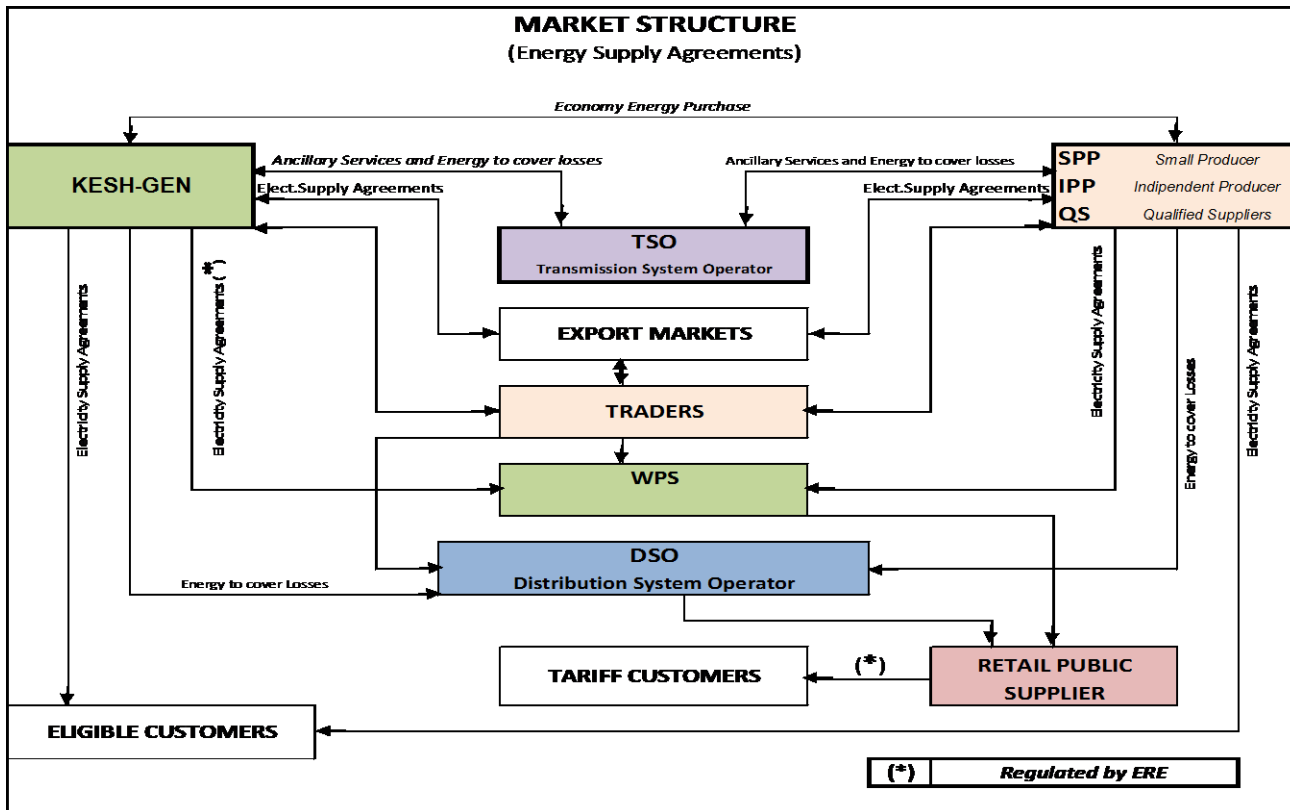 MARKET STRUCTURE
(Energy Supply Agreements)
Economy Energy Purchase
KESH-GEN
Ancillary Services and Energy to cover losses
Elect.Supply Agreements
Ancillary Services and Energy to cover losses
Elect.Supply Agreements
SPP Small Producer
IPP Indipendent Producer
QS Qualified Suppliers
TSO
Transmission System Operator
EXPORT MARKETS
TRADERS
WPS
DSO
Distribution System Operator
Electricity Supply Agreements
Electricity Supply Agreements (*)
Energy to cover Losses
Electricity Supply Agreements
Energy to cover Losses
Electricity Supply Agreements
TARIFF CUSTOMERS
(*)
RETAIL PUBLIC
SUPPLIER
ELIGIBLE CUSTOMERS
(*) Regulated by ERE